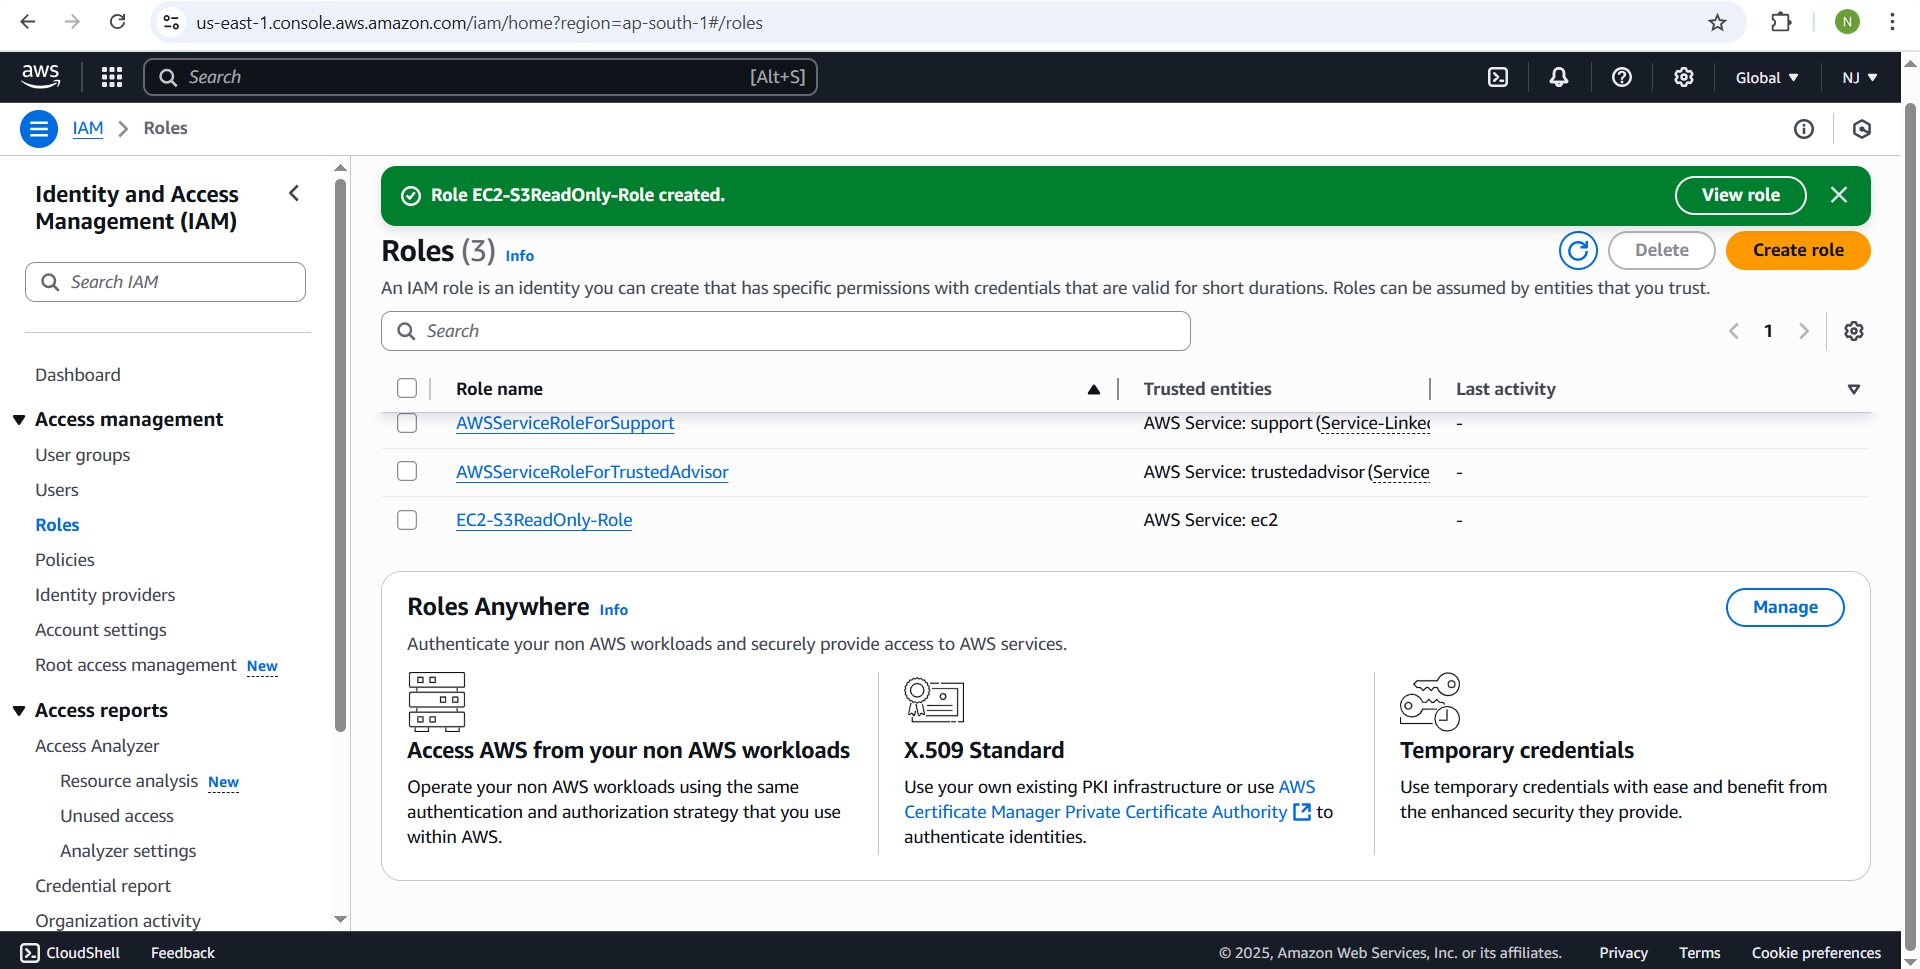 us-east-1.console.aws.amazon.com/iam/home?region=ap-south-1#/roles
N
aws
Search
[Alt+S]
Global
NJ
IAM
Roles
Identity and Access
Management (IAM)
Search IAM
Dashboard
Access management
User groups
Users
Roles
Policies
Identity providers
Account settings
Root access management New
Access reports
Access Analyzer
Resource analysis New
Unused access
Analyzer settings
Credential report
Organization activity
Role EC2-S3ReadOnly-Role created.
View role
Roles (3) Info
Delete
Create role
An IAM role is an identity you can create that has specific permissions with credentials that are valid for short durations. Roles can be assumed by entities that you trust.
Search
1
Role name
Trusted entities
Last activity
AWSServiceRoleForSupport
AWS Service: support (Service-Linked
-
AWSServiceRoleForTrustedAdvisor
AWS Service: trustedadvisor (Service
-
EC2-S3ReadOnly-Role
AWS Service: ec2
-
Roles Anywhere Info
Manage
Authenticate your non AWS workloads and securely provide access to AWS services.
Access AWS from your non AWS workloads
Operate your non AWS workloads using the same
authentication and authorization strategy that you use
within AWS.
X.509 Standard
Use your own existing PKI infrastructure or use AWS
Certificate Manager Private Certificate Authority to
authenticate identities.
Temporary credentials
Use temporary credentials with ease and benefit from
the enhanced security they provide.
CloudShell
Feedback
© 2025, Amazon Web Services, Inc. or its affiliates.
Privacy
Terms
Cookie preferences